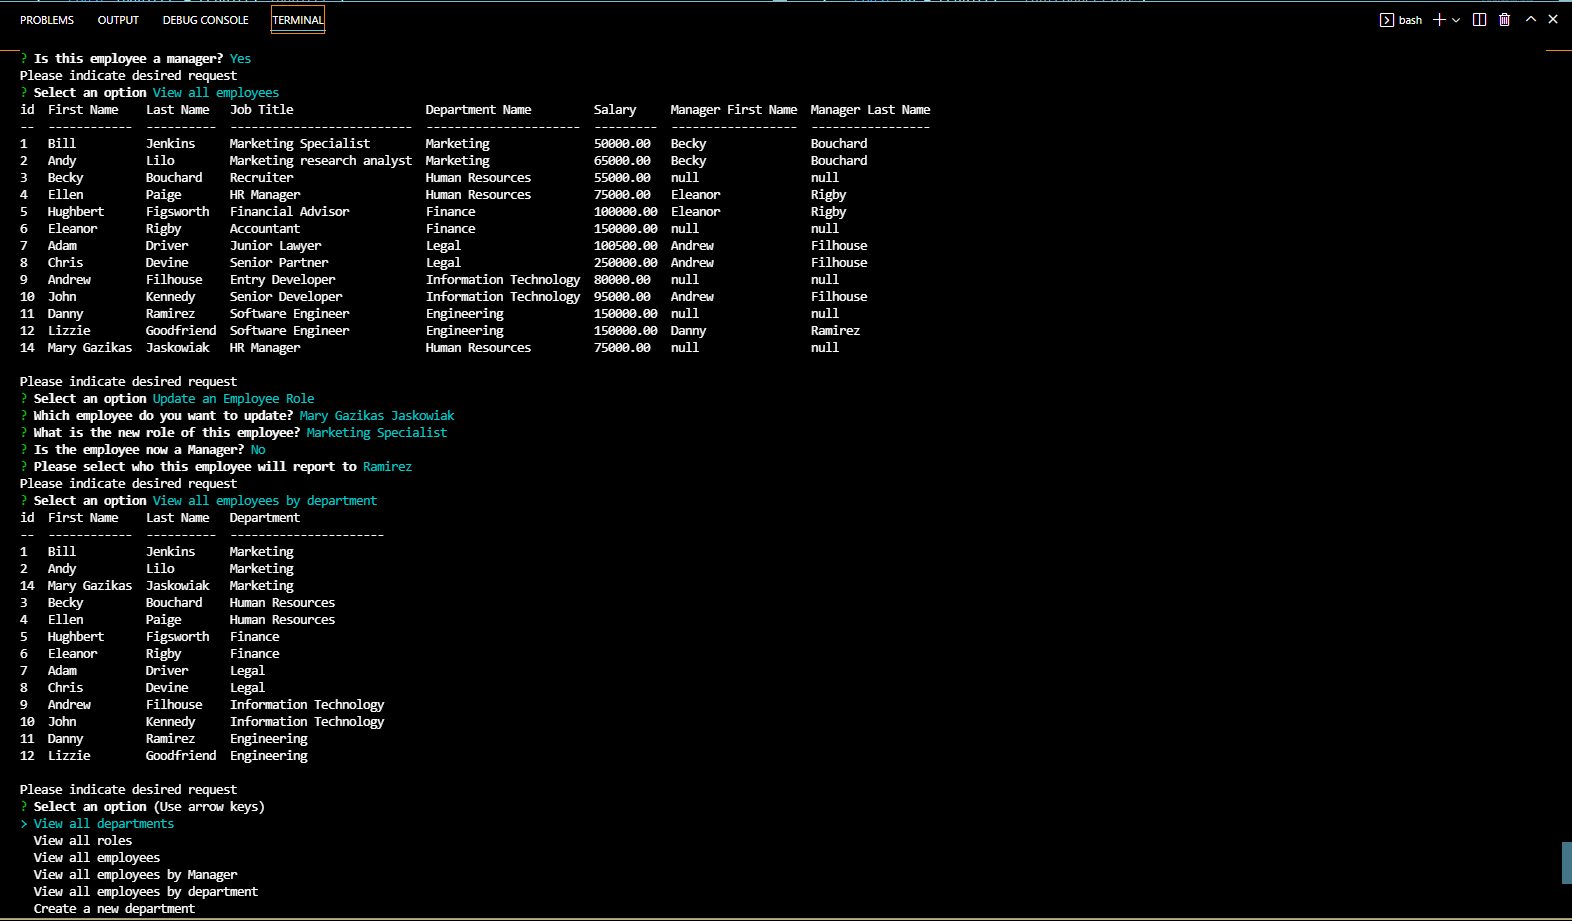 PROBLEMS OUTPUT DEBUG CONSOLE TERMINAL bash
? Is this employee a manager? Yes
Please indicate desired request
? Select an option View all employees
id First Name Last Name Job Title Department Name Salary Manager First Name Manager Last Name
-- ------------ ---------- -------------------------- ---------------------- --------- ------------------ -----------------
1 Bill Jenkins Marketing Specialist Marketing 50000.00 Becky Bouchard
2 Andy Lilo Marketing research analyst Marketing 65000.00 Becky Bouchard
3 Becky Bouchard Recruiter Human Resources 55000.00 null null
4 Ellen Paige HR Manager Human Resources 75000.00 Eleanor Rigby
5 Hughbert Figsworth Financial Advisor Finance 100000.00 Eleanor Rigby
6 Eleanor Rigby Accountant Finance 150000.00 null null
7 Adam Driver Junior Lawyer Legal 100500.00 Andrew Filhouse
8 Chris Devine Senior Partner Legal 250000.00 Andrew Filhouse
9 Andrew Filhouse Entry Developer Information Technology 80000.00 null null
10 John Kennedy Senior Developer Information Technology 95000.00 Andrew Filhouse
11 Danny Ramirez Software Engineer Engineering 150000.00 null null
12 Lizzie Goodfriend Software Engineer Engineering 150000.00 Danny Ramirez
14 Mary Gazikas Jaskowiak HR Manager Human Resources 75000.00 null null
Please indicate desired request
? Select an option Update an Employee Role
? Which employee do you want to update? Mary Gazikas Jaskowiak
? What is the new role of this employee? Marketing Specialist
? Is the employee now a Manager? No
? Please select who this employee will report to Ramirez
Please indicate desired request
? Select an option View all employees by department
id First Name Last Name Department
-- ------------ ---------- ----------------------
1 Bill Jenkins Marketing
2 Andy Lilo Marketing
14 Mary Gazikas Jaskowiak Marketing
3 Becky Bouchard Human Resources
4 Ellen Paige Human Resources
5 Hughbert Figsworth Finance
6 Eleanor Rigby Finance
7 Adam Driver Legal
8 Chris Devine Legal
9 Andrew Filhouse Information Technology
10 John Kennedy Information Technology
11 Danny Ramirez Engineering
12 Lizzie Goodfriend Engineering
Please indicate desired request
? Select an option (Use arrow keys)
> View all departments
View all roles
View all employees
View all employees by Manager
View all employees by department
Create a new department